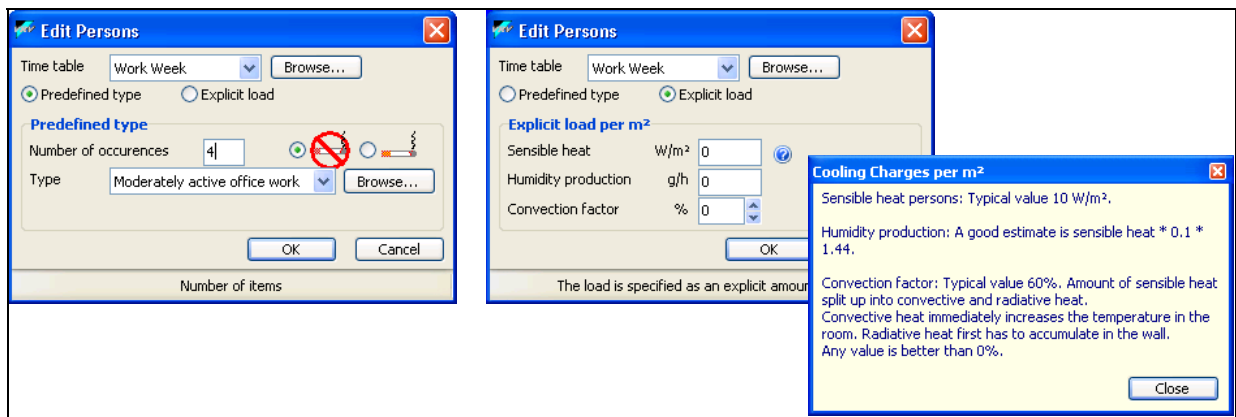 Edit Persons
Time table Work Week Browse...
Predefined type Explicit load
Predefined type
Number of occurences 4
Type Moderately active office work Browse...
OK Cancel
Number of items
Edit Persons
Time table Work Week Browse...
Predefined type Explicit load
Explicit load per m²
Sensible heat W/m² 0
Humidity production g/h 0
Convection factor % 0
OK
The load is specified as an explicit amour
Cooling Charges per m²
Sensible heat persons: Typical value 10 W/m².
Humidity production: A good estimate is sensible heat * 0.1 *
1.44.
Convection factor: Typical value 60%. Amount of sensible heat
split up into convective and radiative heat.
Convective heat immediately increases the temperature in the
room. Radiative heat first has to accumulate in the wall.
Any value is better than 0%.
Close